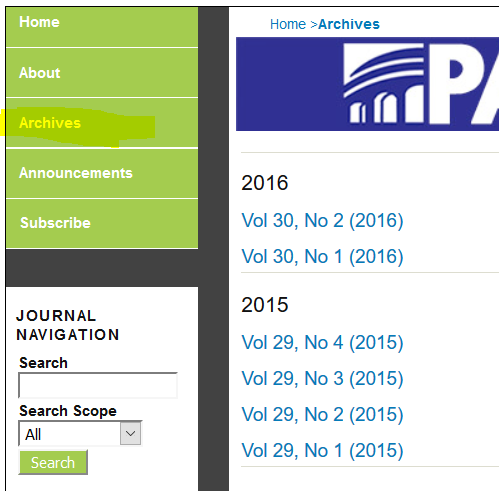 Home
About
Archives
Announcements
Subscribe
JOURNAL
NAVIGATION
Search
Search Scope
All
Search
Home >Archives
PA
2016
Vol 30, No 2 (2016)
Vol 30, No 1 (2016)
2015
Vol 29, No 4 (2015)
Vol 29, No 3 (2015)
Vol 29, No 2 (2015)
Vol 29, No 1 (2015)